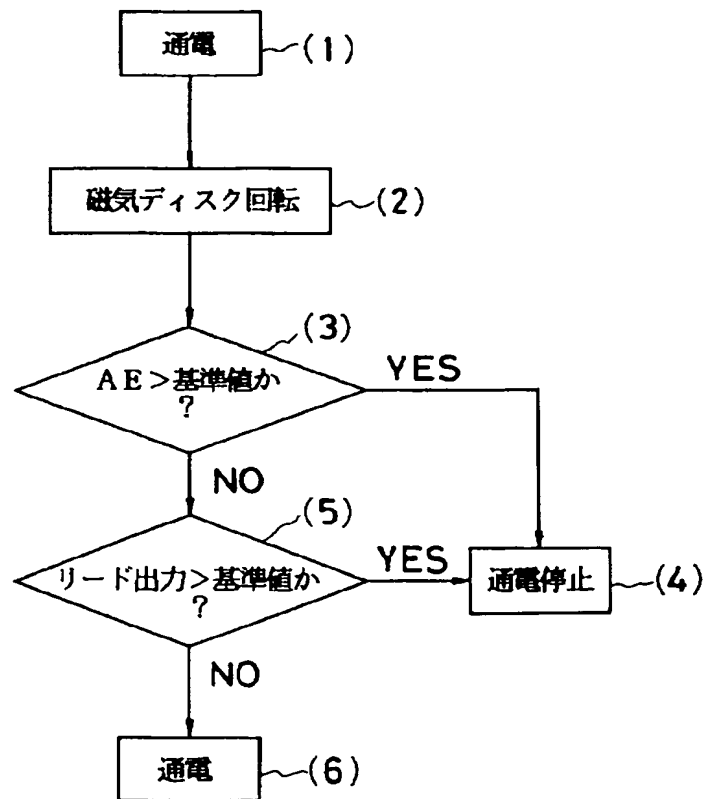 通電
(1)
磁気ディスク回転
(2)
(3)
AE>基準値か
?
YES
NO
(5)
リード出力>基準値か
?
YES
通電停止
(4)
NO
通電
(6)